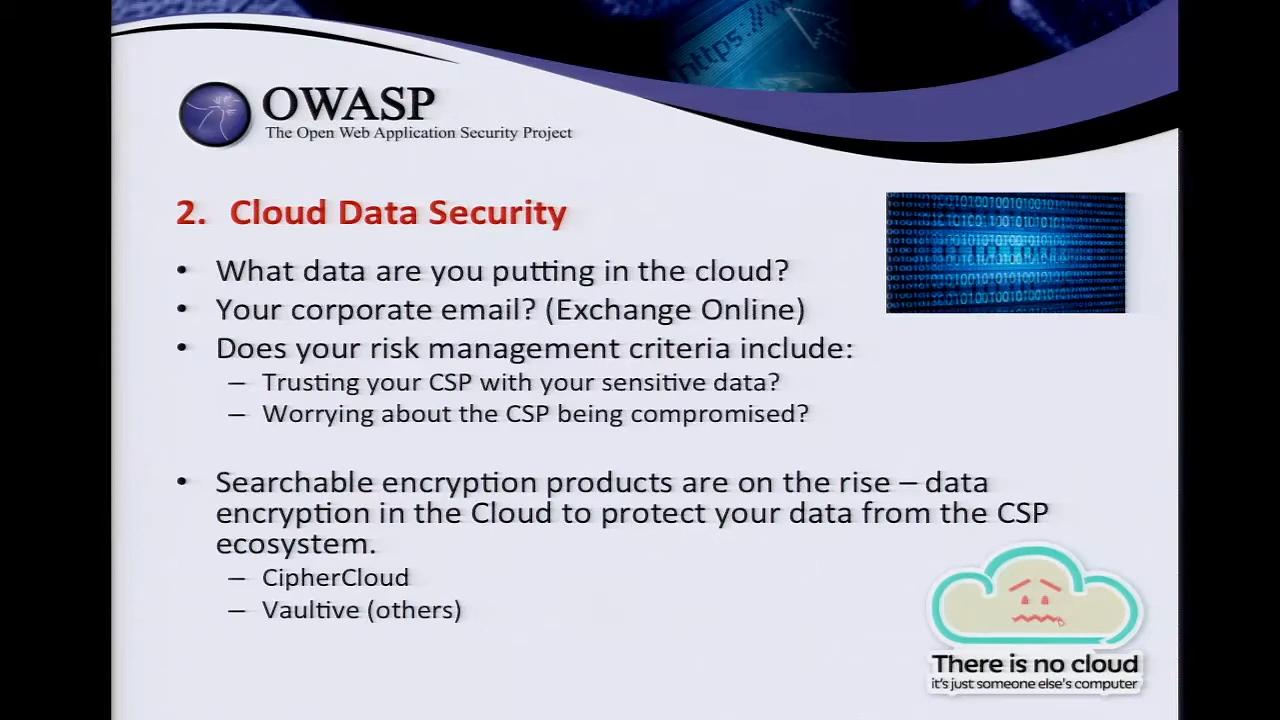 https://w
OWASP
The Open Web Application Security Project
2. Cloud Data Security
• What data are you putting in the cloud?
• Your corporate email? (Exchange Online)
• Does your risk management criteria include:
– Trusting your CSP with your sensitive data?
– Worrying about the CSP being compromised?
• Searchable encryption products are on the rise – data
encryption in the Cloud to protect your data from the CSP
ecosystem.
– CipherCloud
– Vaultive (others)
There is no cloud
it's just someone else's computer